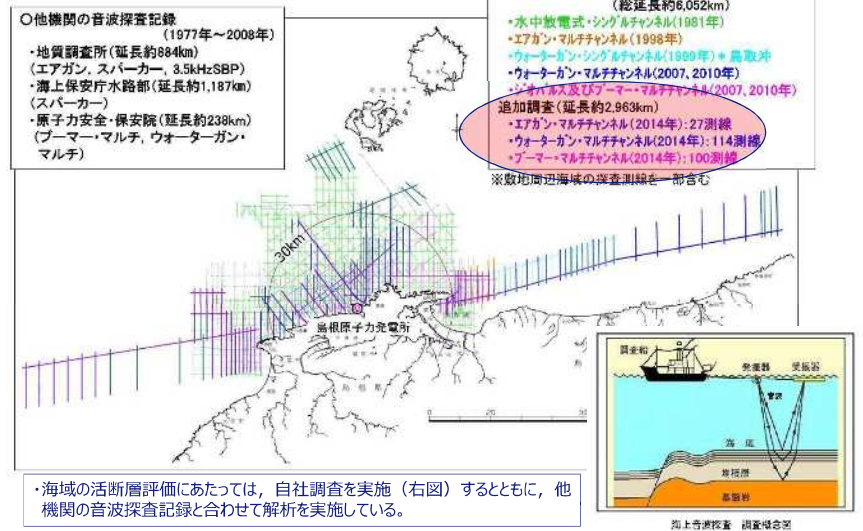 ○他機関の音波探査記録
(1977年～2008年)
・地質調査所(延長約884km)
(エアガン, スパーカー, 3.5kHzSBP)
・海上保安庁水路部(延長約1,187km)
(スパーカー)
・原子力安全・保安院(延長約238km)
(ブーマー・マルチ, ウォーターガン・
マルチ)
(総延長約6,052km)
・水中放電式・シングルチャンネル(1981年)
・エアガン・マルチチャンネル(1998年)
・ウォーターガン・シングルチャンネル(1999年)*鳥取沖
・ウォーターガン・マルチチャンネル(2007, 2010年)
・ジオパルス及びブーマー・マルチチャンネル(2007, 2010年)
追加調査(延長約2,963km)
・エアガン・マルチチャンネル(2014年):27測線
・ウォーターガン・マルチチャンネル(2014年):114測線
・ブーマー・マルチチャンネル(2014年):100測線
※敷地周辺海域の探査測線を一部含む
30km
島根原子力発電所
調査船
発振器
受振器
音波
海底
堆積層
基盤岩
海上音波探査 調査概念図
・海域の活断層評価にあたっては，自社調査を実施（右図）するとともに，他
機関の音波探査記録と合わせて解析を実施している。